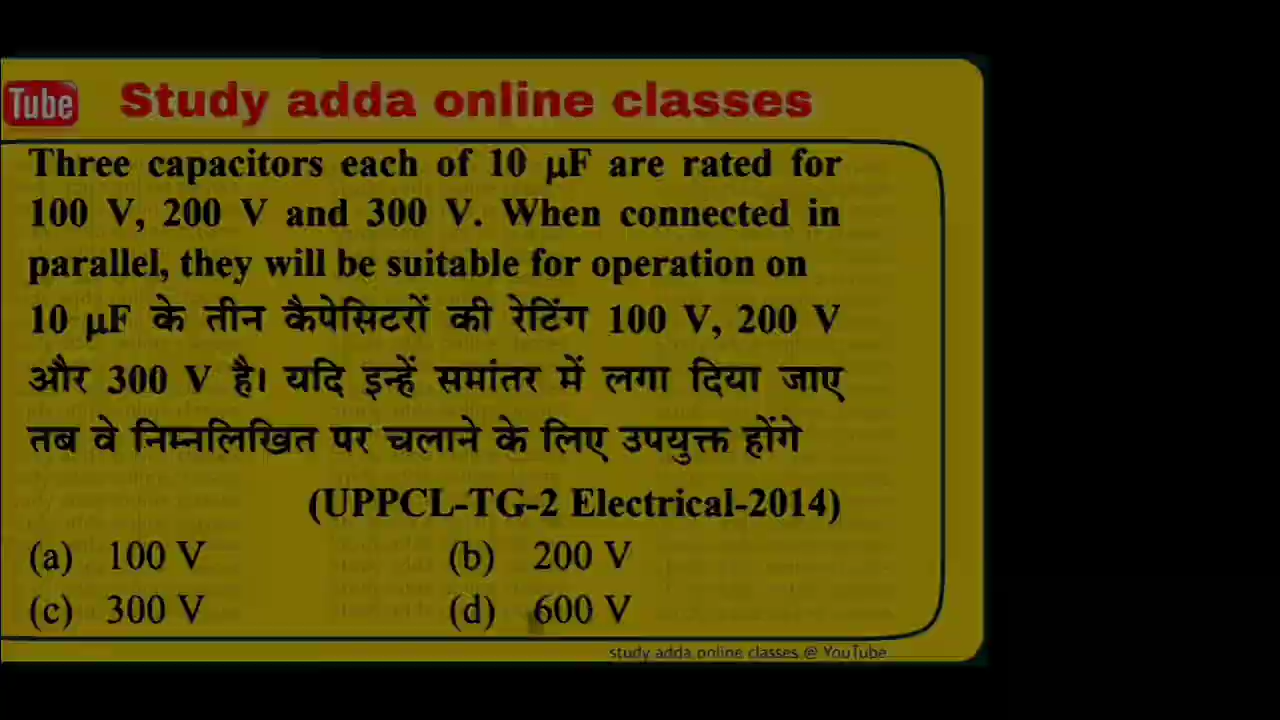 Tube Study adda online classes
Three capacitors each of 10 μF are rated for
100 V, 200 V and 300 V. When connected in
parallel, they will be suitable for operation on
10 μF के तीन कैपेसिटरों की रेटिंग 100 V, 200 V
और 300 V है। यदि इन्हें समांतर में लगा दिया जाए
तब वे निम्नलिखित पर चलाने के लिए उपयुक्त होंगे
(UPPCL-TG-2 Electrical-2014)
(a) 100 V (b) 200 V
(c) 300 V (d) 600 V
study adda online classes @ YouTube